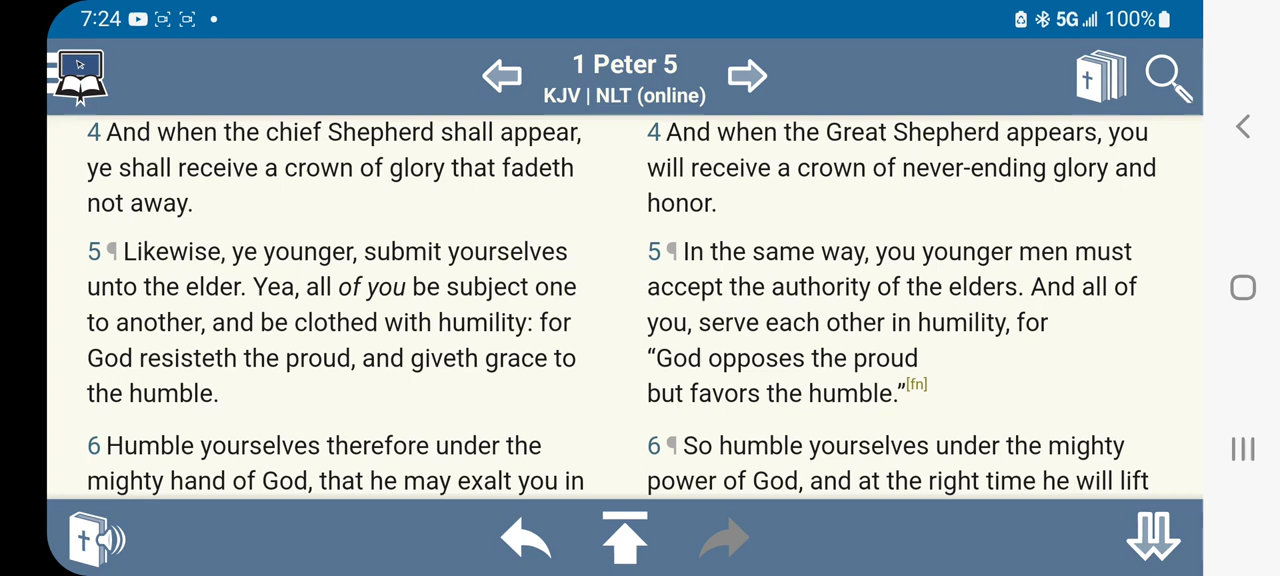 7:24
5G 100%
1 Peter 5
KJV | NLT (online)
4 And when the chief Shepherd shall appear,
ye shall receive a crown of glory that fadeth
not away.
5 ¶ Likewise, ye younger, submit yourselves
unto the elder. Yea, all of you be subject one
to another, and be clothed with humility: for
God resisteth the proud, and giveth grace to
the humble.
6 Humble yourselves therefore under the
mighty hand of God, that he may exalt you in
4 And when the Great Shepherd appears, you
will receive a crown of never-ending glory and
honor.
5 ¶ In the same way, you younger men must
accept the authority of the elders. And all of
you, serve each other in humility, for
“God opposes the proud
but favors the humble.”[fn]
6 ¶ So humble yourselves under the mighty
power of God, and at the right time he will lift